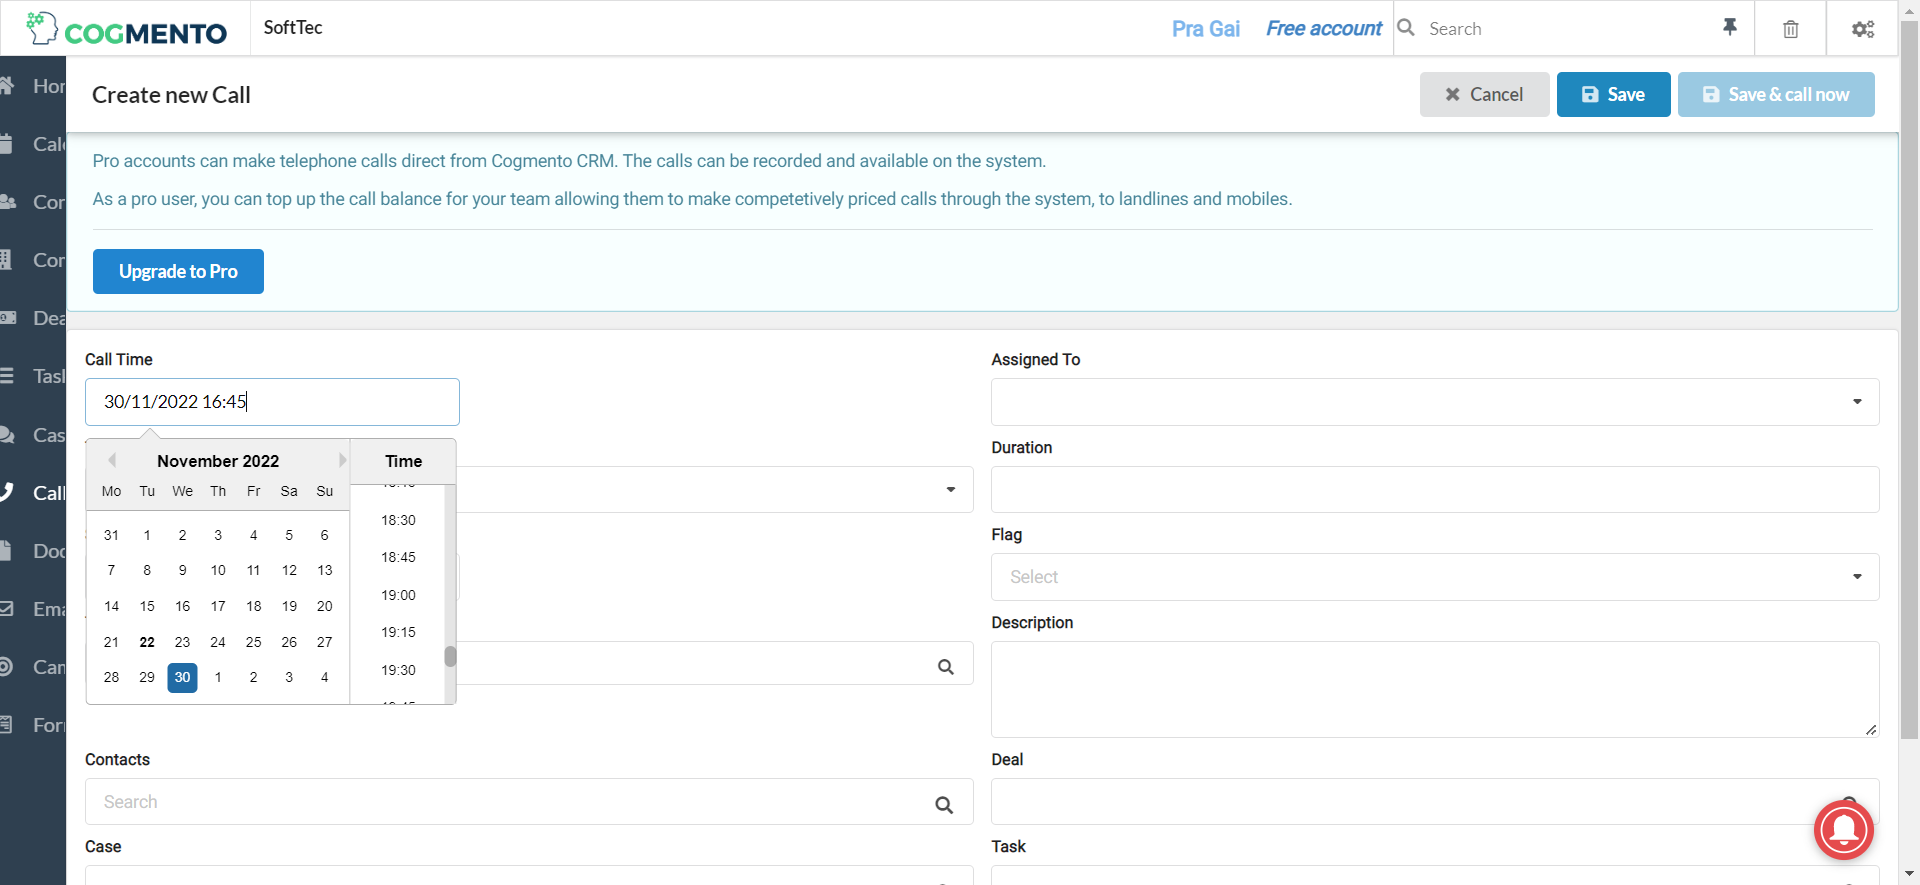 COGMENTO
SoftTec
Pra Gai
Free account
Search
Hor
Create new Call
Cancel
Save
Save & call now
Cale
Pro accounts can make telephone calls direct from Cogmento CRM. The calls can be recorded and available on the system.
As a pro user, you can top up the call balance for your team allowing them to make competetively priced calls through the system, to landlines and mobiles.
Cor
Cor
Upgrade to Pro
Dea
Call Time
Assigned To
Tasl
30/11/2022 16:45
Cas
Duration
November 2022
Time
Mo Tu We Th Fr Sa Su
Call
18:30
31 1 2 3 4 5 6
Flag
Doc
18:45
7 8 9 10 11 12 13
Select
19:00
14 15 16 17 18 19 20
Ema
Description
19:15
21 22 23 24 25 26 27
Cam
19:30
28 29 30 1 2 3 4
For
Contacts
Deal
Search
Case
Task